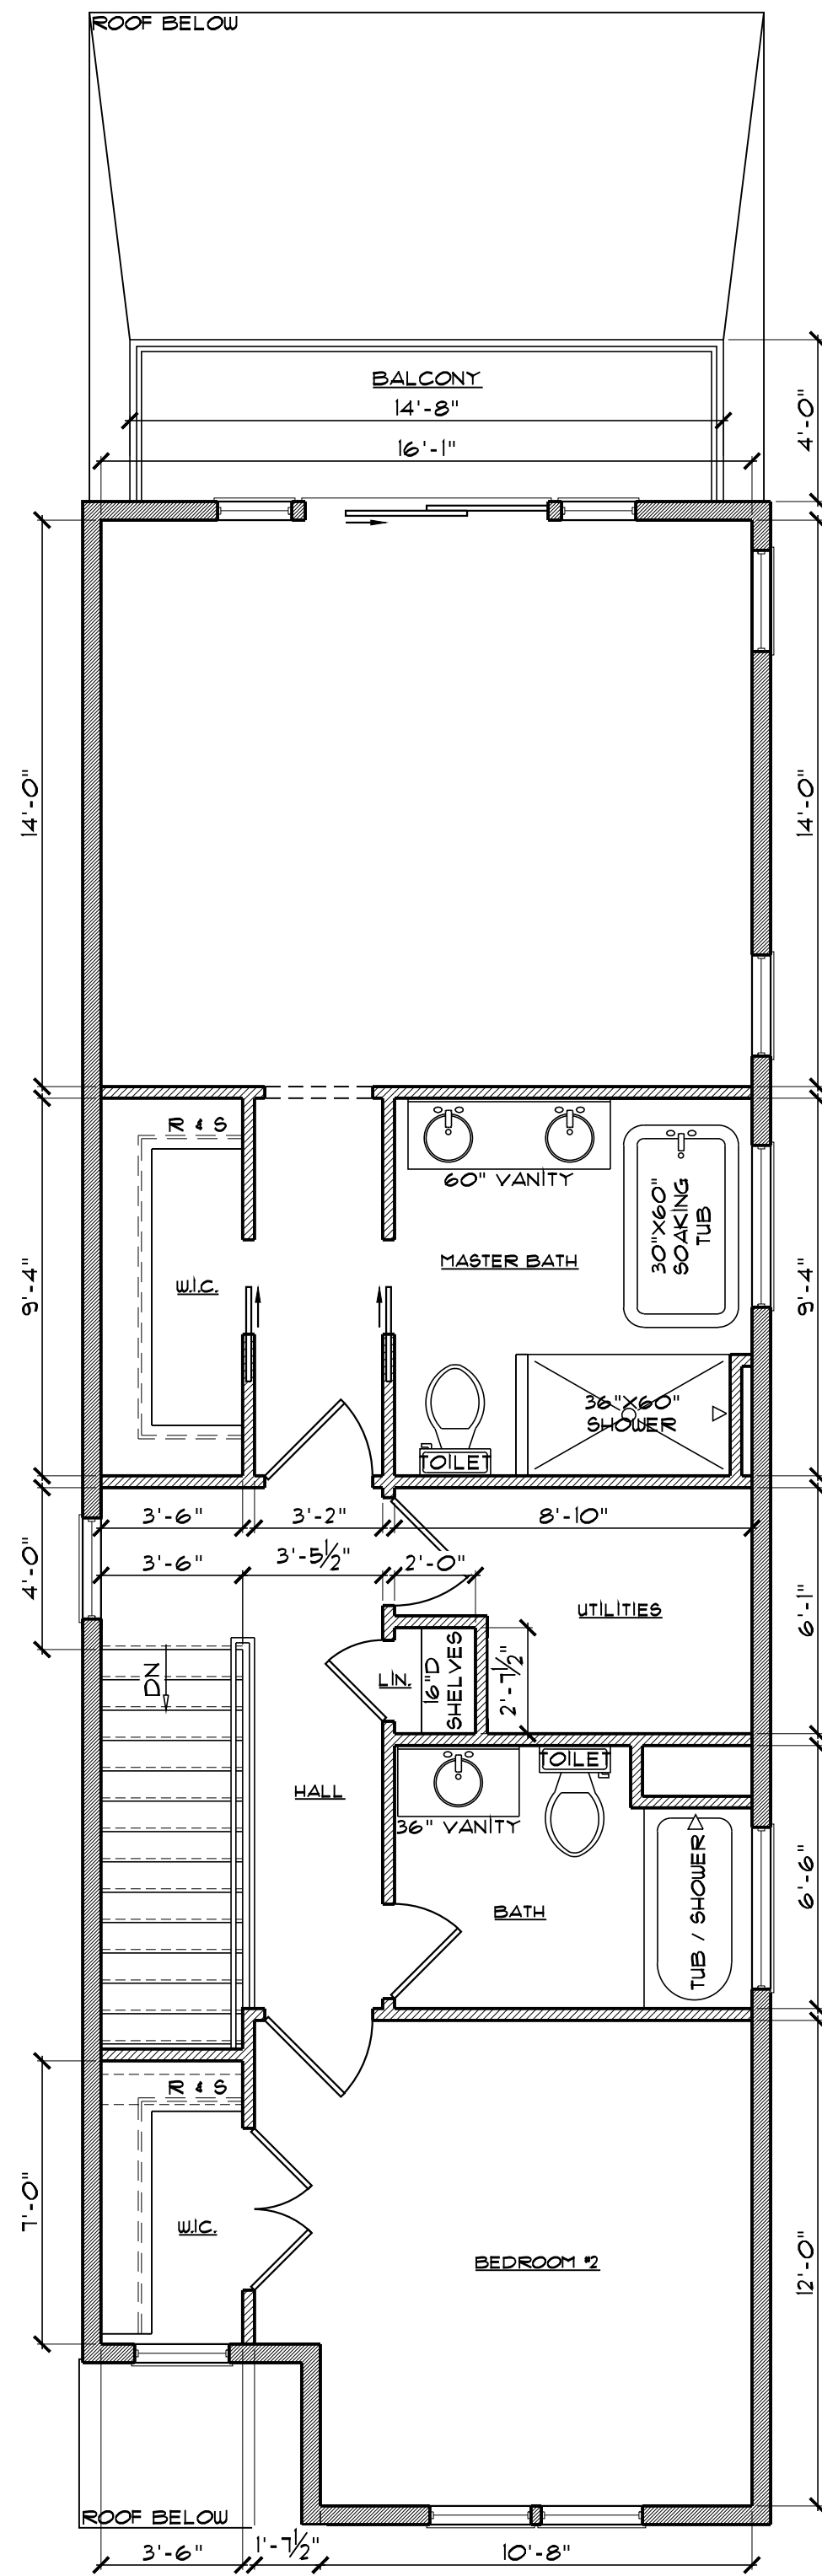 ROOF BELOW
BALCONY
14'-8"
4'-0"
16'-1"
14'-0"
14'-0"
R & S
60" VANITY
30"X60"
SOAKING
TUB
MASTER BATH
W.I.C.
9'-4"
9'-4"
36"X60"
SHOWER
TOILET
3'-6"
3'-2"
8'-10"
3'-6"
3'-5½"
2'-0"
4'-0"
UTILITIES
6'-1"
DN
LIN.
16"D
SHELVES
2'-7½"
TOILET
HALL
36" VANITY
TUB / SHOWER
6'-6"
BATH
R & S
7'-0"
W.I.C.
BEDROOM #2
12'-0"
ROOF BELOW
3'-6"
1'-7½"
10'-8"